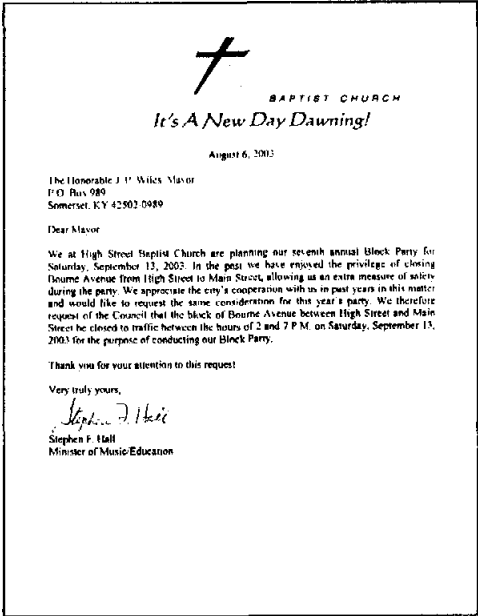 BAPTIST CHURCH
It's A New Day Dawning!
August 6, 2003
The Honorable J. P. Wiles, Mayor
P.O. Box 989
Somerset, KY 42502-0989
Dear Mayor
We at High Street Baptist Church are planning our seventh annual Block Party for
Saturday, September 13, 2003. In the past we have enjoyed the privilege of closing
Bourne Avenue from High Street to Main Street, allowing us an extra measure of safety
during the party. We appreciate the city's cooperation with us in past years in this matter
and would like to request the same consideration for this year's party. We therefore
request of the Council that the block of Bourne Avenue between High Street and Main
Street be closed to traffic between the hours of 2 and 7 P.M. on Saturday, September 13,
2003 for the purpose of conducting our Block Party.
Thank you for your attention to this request
Very truly yours,
Stephen F. Hall
Stephen F. Hall
Minister of Music/Education